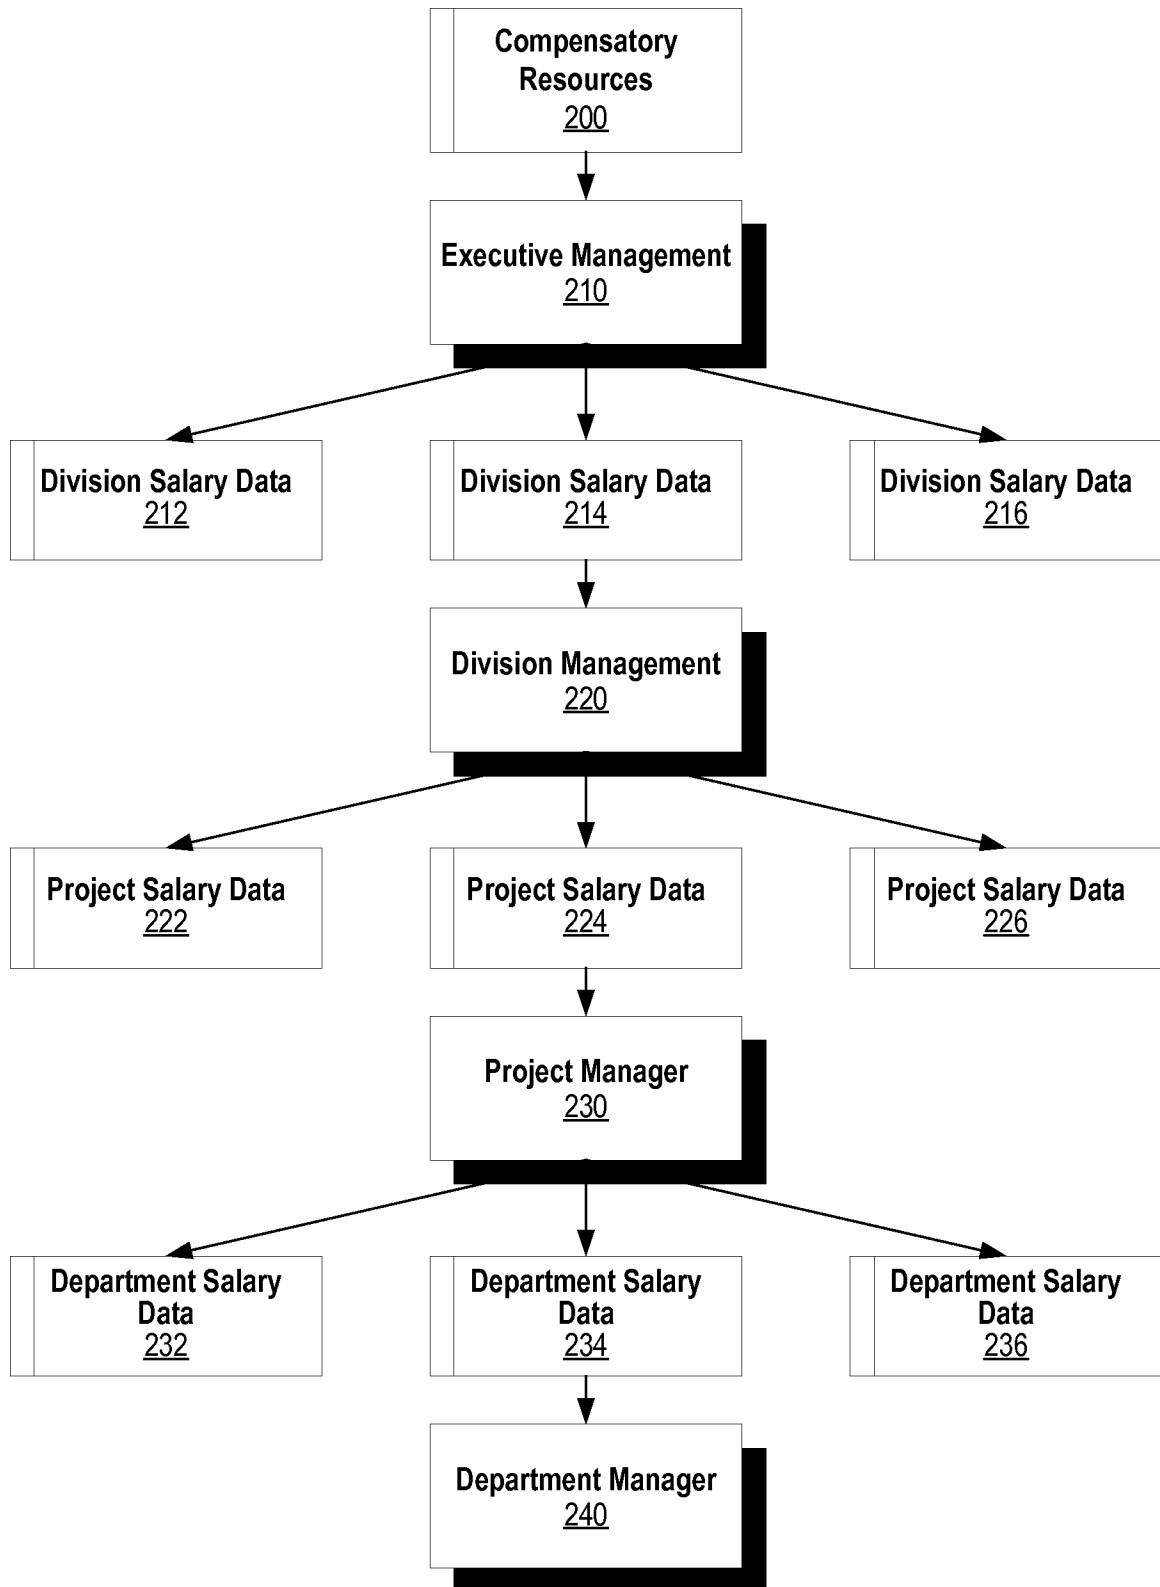 Compensatory
Resources
200
Executive Management
210
Division Salary Data
212
Division Salary Data
214
Division Salary Data
216
Division Management
220
Project Salary Data
222
Project Salary Data
224
Project Salary Data
226
Project Manager
230
Department Salary
Data
232
Department Salary
Data
234
Department Salary
Data
236
Department Manager
240